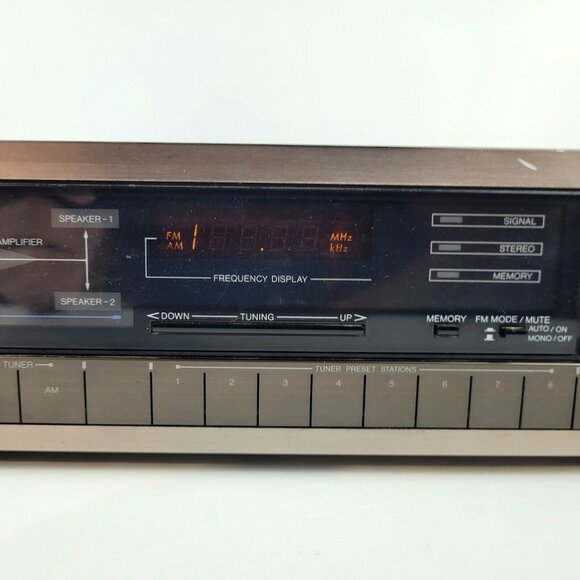 SPEAKER-1
AMPLIFIER
SPEAKER-2
FM
AM
MHz
kHz
FREQUENCY DISPLAY
SIGNAL
STEREO
MEMORY
DOWN TUNING UP
MEMORY FM MODE / MUTE
AUTO / ON
MONO / OFF
TUNER
AM
TUNER PRESET STATIONS
1 2 3 4 5 6 7 8